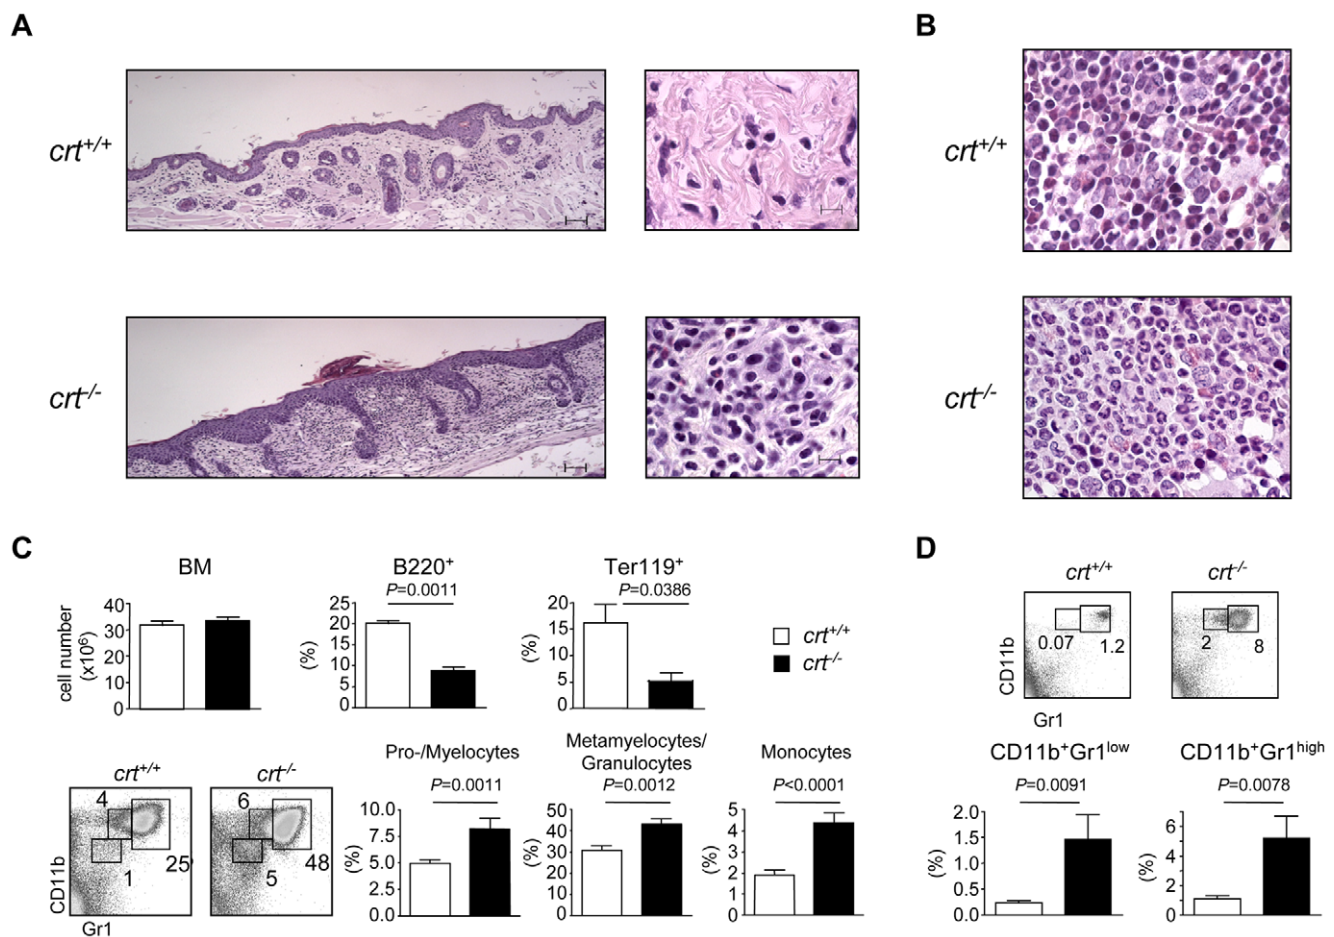 A
B
crt+/+
crt+/+
crt-/-
crt-/-
C
D
BM
B220+
P=0.0011
Ter119+
P=0.0386
cell number
(x10⁶)
40
30
20
10
0
(%)
25
20
15
10
5
0
(%)
20
15
10
5
0
crt+/+
crt-/-
crt+/+
crt-/-
CD11b
0.07
1.2
2
8
Gr1
crt+/+
crt-/-
4
25
1
6
48
5
CD11b
Gr1
Pro-/Myelocytes
P=0.0011
(%)
10.0
7.5
5.0
2.5
0.0
Metamyelocytes/
Granulocytes
P=0.0012
(%)
50
40
30
20
10
0
Monocytes
P<0.0001
(%)
5
4
3
2
1
0
CD11b+Gr1low
P=0.0091
(%)
2.0
1.5
1.0
0.5
0.0
CD11b+Gr1high
P=0.0078
(%)
6
4
2
0